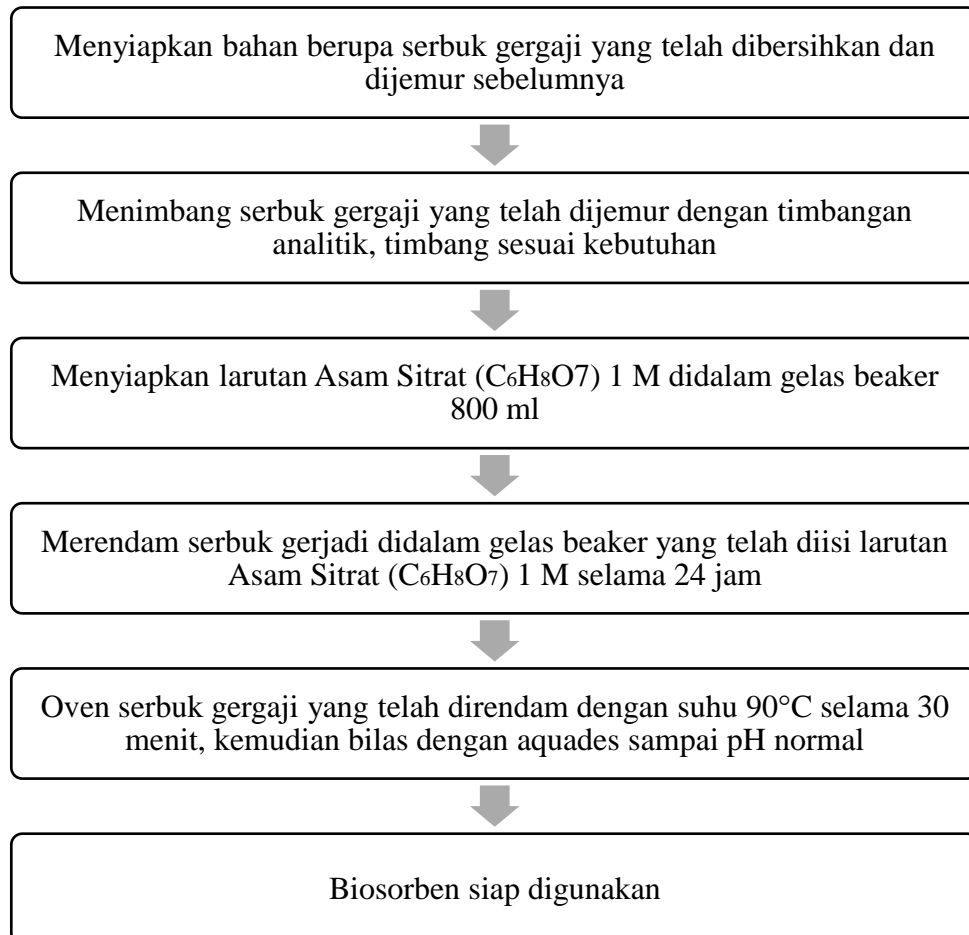 Menyiapkan bahan berupa serbuk gergaji yang telah dibersihkan dan
dijemur sebelumnya
Menimbang serbuk gergaji yang telah dijemur dengan timbangan
analitik, timbang sesuai kebutuhan
Menyiapkan larutan Asam Sitrat (C₆H₈O7) 1 M didalam gelas beaker
800 ml
Merendam serbuk gerjadi didalam gelas beaker yang telah diisi larutan
Asam Sitrat (C₆H₈O₇) 1 M selama 24 jam
Oven serbuk gergaji yang telah direndam dengan suhu 90°C selama 30
menit, kemudian bilas dengan aquades sampai pH normal
Biosorben siap digunakan